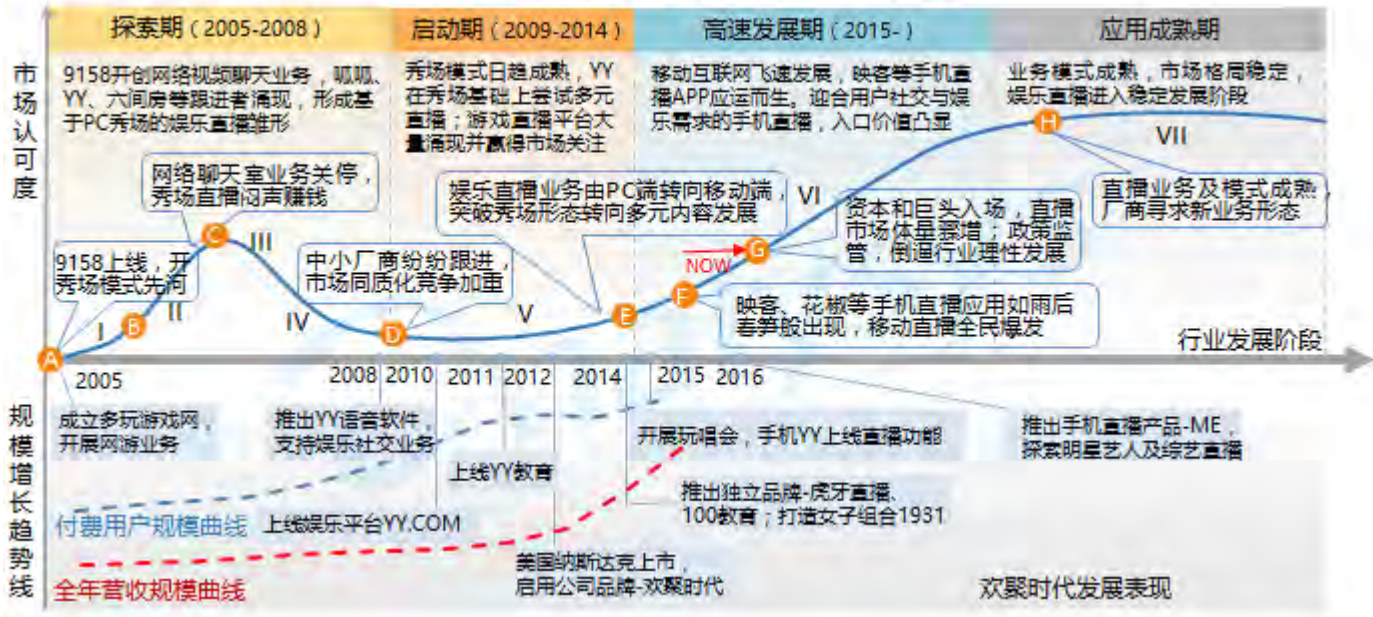 探索期（2005-2008）
启动期（2009-2014）
高速发展期（2015-）
应用成熟期
市场认可度
9158开创网络视频聊天业务，呱呱、
YY、六间房等跟进者涌现，形成基
于PC秀场的娱乐直播雏形
秀场模式日趋成熟，YY
在秀场基础上尝试多元
直播；游戏直播平台大
量涌现并赢得市场关注
移动互联网飞速发展，映客等手机直
播APP应运而生。迎合用户社交与娱
乐需求的手机直播，入口价值凸显
业务模式成熟，市场格局稳定，
娱乐直播进入稳定发展阶段
H
VII
网络聊天室业务关停，
秀场直播闷声赚钱
娱乐直播业务由PC端转向移动端，
突破秀场形态转向多元内容发展
VI
直播业务及模式成熟，
厂商寻求新业务形态
资本和巨头入场，直播
市场体量骤增；政策监
管，倒逼行业理性发展
C
III
G
NOW
9158上线，开
秀场模式先河
中小厂商纷纷跟进，
市场同质化竞争加重
II
F
映客、花椒等手机直播应用如雨后
春笋般出现，移动直播全民爆发
I
B
IV
D
V
E
A
行业发展阶段
2005
2008
2010
2011
2012
2014
2015
2016
规模增长趋势线
成立多玩游戏网，
开展网游业务
推出YY语音软件，
支持娱乐社交业务
开展玩唱会，手机YY上线直播功能
推出手机直播产品-ME，
探索明星艺人及综艺直播
上线YY教育
推出独立品牌-虎牙直播、
100教育；打造女子组合1931
付费用户规模曲线
上线娱乐平台YY.COM
美国纳斯达克上市，
启用公司品牌-欢聚时代
全年营收规模曲线
欢聚时代发展表现